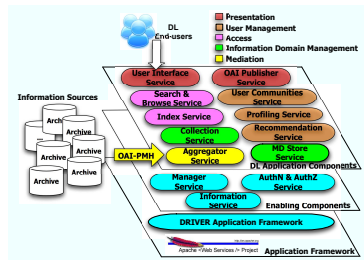 DL
End-users
Presentation
User Management
Access
Information Domain Management
Mediation
User Interface
Service
OAI Publisher
Service
Search &
Browse Service
User Communities
Service
Information Sources
Index Service
Profiling Service
Archive
Archive
Archive
Archive
Archive
Archive
Archive
Collection
Service
Recommendation
Service
OAI-PMH
Aggregator
Service
MD Store
Service
DL Application Components
Manager
Service
AuthN & AuthZ
Service
Information
Service
Enabling Components
DRIVER Application Framework
Apache <Web Services /> Project
Application Framework